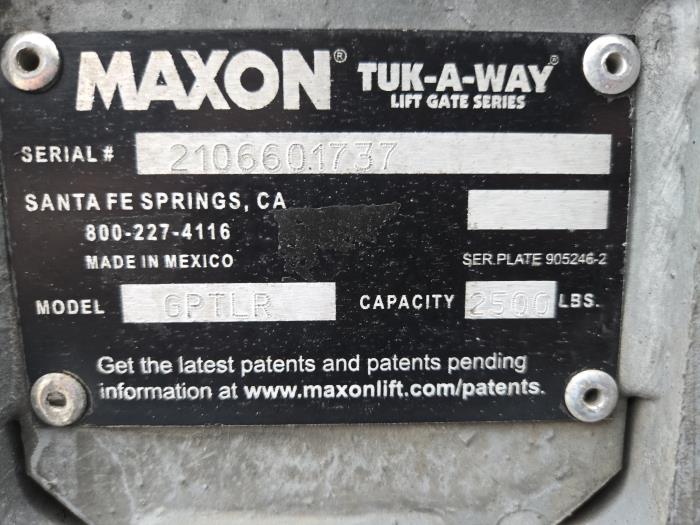 MAXON® TUK-A-WAY®
LIFT GATE SERIES
SERIAL # 2106601737
SANTA FE SPRINGS, CA
800-227-4116
MADE IN MEXICO
SER.PLATE 905246-2
MODEL GPTLR CAPACITY 2500 LBS.
Get the latest patents and patents pending
information at www.maxonlift.com/patents.